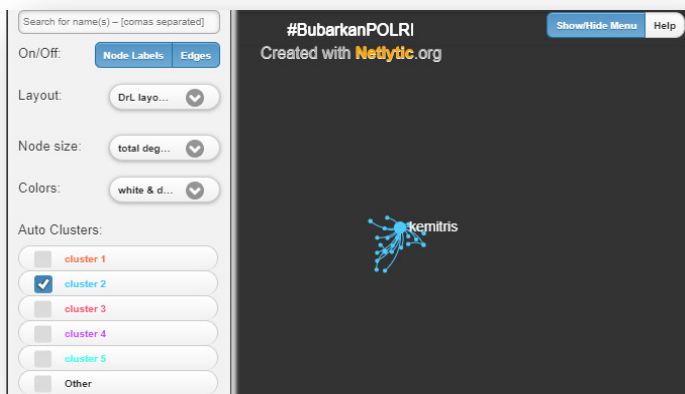 Search for name(s) – [comas separated]
On/Off:
Node Labels
Edges
Layout:
DrL layo...
Node size:
total deg...
Colors:
white & d...
Auto Clusters:
cluster 1
cluster 2
cluster 3
cluster 4
cluster 5
Other
#BubarkanPOLRI
Created with Netlytic.org
Show/Hide Menu
Help
kemitris